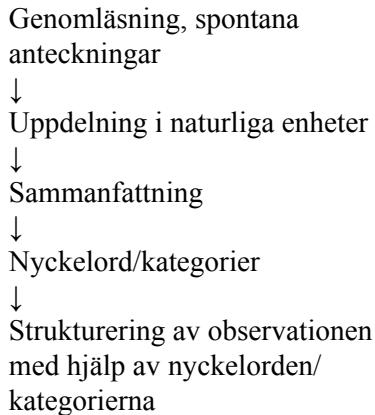 Genomläsning, spontana
anteckningar
↓
Uppdelning i naturliga enheter
↓
Sammanfattning
↓
Nyckelord/kategorier
↓
Strukturering av observationen
med hjälp av nyckelorden/
kategorierna